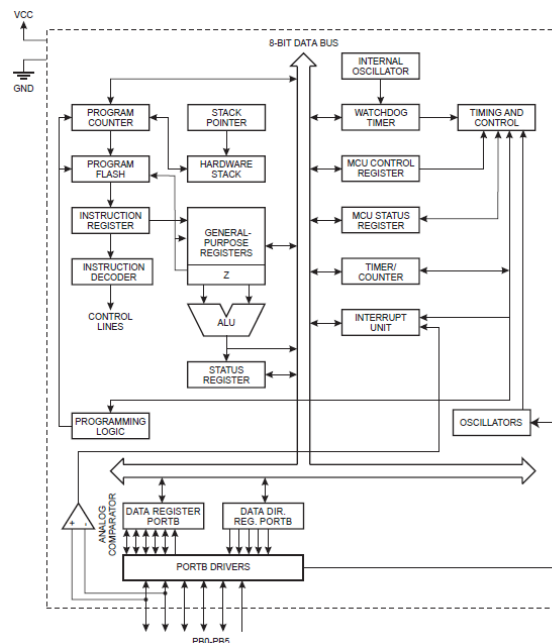 VCC
GND
8-BIT DATA BUS
INTERNAL
OSCILLATOR
PROGRAM
COUNTER
STACK
POINTER
WATCHDOG
TIMER
TIMING AND
CONTROL
PROGRAM
FLASH
HARDWARE
STACK
MCU CONTROL
REGISTER
INSTRUCTION
REGISTER
GENERAL-
PURPOSE
REGISTERS
Z
MCU STATUS
REGISTER
INSTRUCTION
DECODER
TIMER/
COUNTER
CONTROL
LINES
ALU
INTERRUPT
UNIT
STATUS
REGISTER
PROGRAMMING
LOGIC
OSCILLATORS
ANALOG
COMPARATOR
+
-
DATA REGISTER
PORTB
DATA DIR.
REG. PORTB
PORTB DRIVERS
PB0-PB5